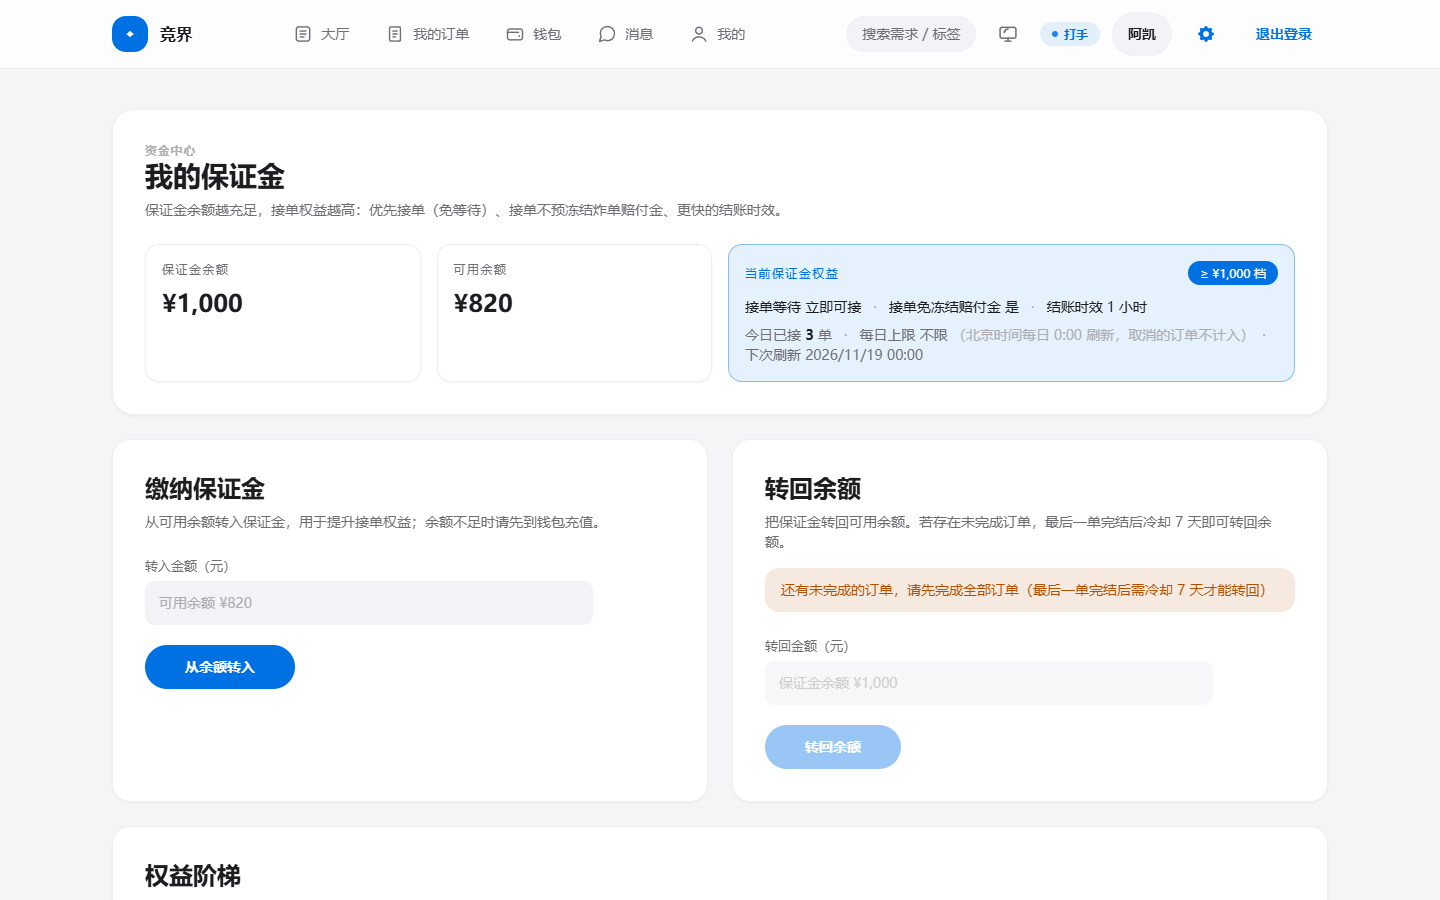 竞界
大厅
我的订单
钱包
消息
我的
搜索需求 / 标签
打手
阿凯
退出登录
资金中心
我的保证金
保证金余额越充足，接单权益越高：优先接单（免等待）、接单不预冻结炸单赔付金、更快的结账时效。
保证金余额
¥1,000
可用余额
¥820
当前保证金权益
≥ ¥1,000 档
接单等待 立即可接 · 接单免冻结赔付金 是 · 结账时效 1 小时
今日已接 3 单 · 每日上限 不限 （北京时间每日 0:00 刷新，取消的订单不计入） ·
下次刷新 2026/11/19 00:00
缴纳保证金
从可用余额转入保证金，用于提升接单权益；余额不足时请先到钱包充值。
转入金额（元）
可用余额 ¥820
从余额转入
转回余额
把保证金转回可用余额。若存在未完成订单，最后一单完结后冷却 7 天即可转回余
额。
还有未完成的订单，请先完成全部订单（最后一单完结后需冷却 7 天才能转回）
转回金额（元）
保证金余额 ¥1,000
转回余额
权益阶梯